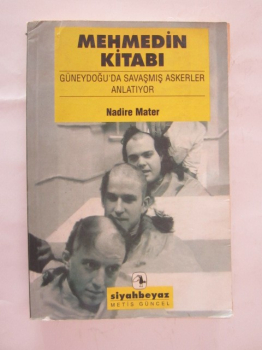 MEHMEDİN
KİTABI
GÜNEYDOĞU'DA SAVAŞMIŞ ASKERLER
ANLATIYOR
Nadire Mater
siyahbeyaz
METİS GÜNCEL